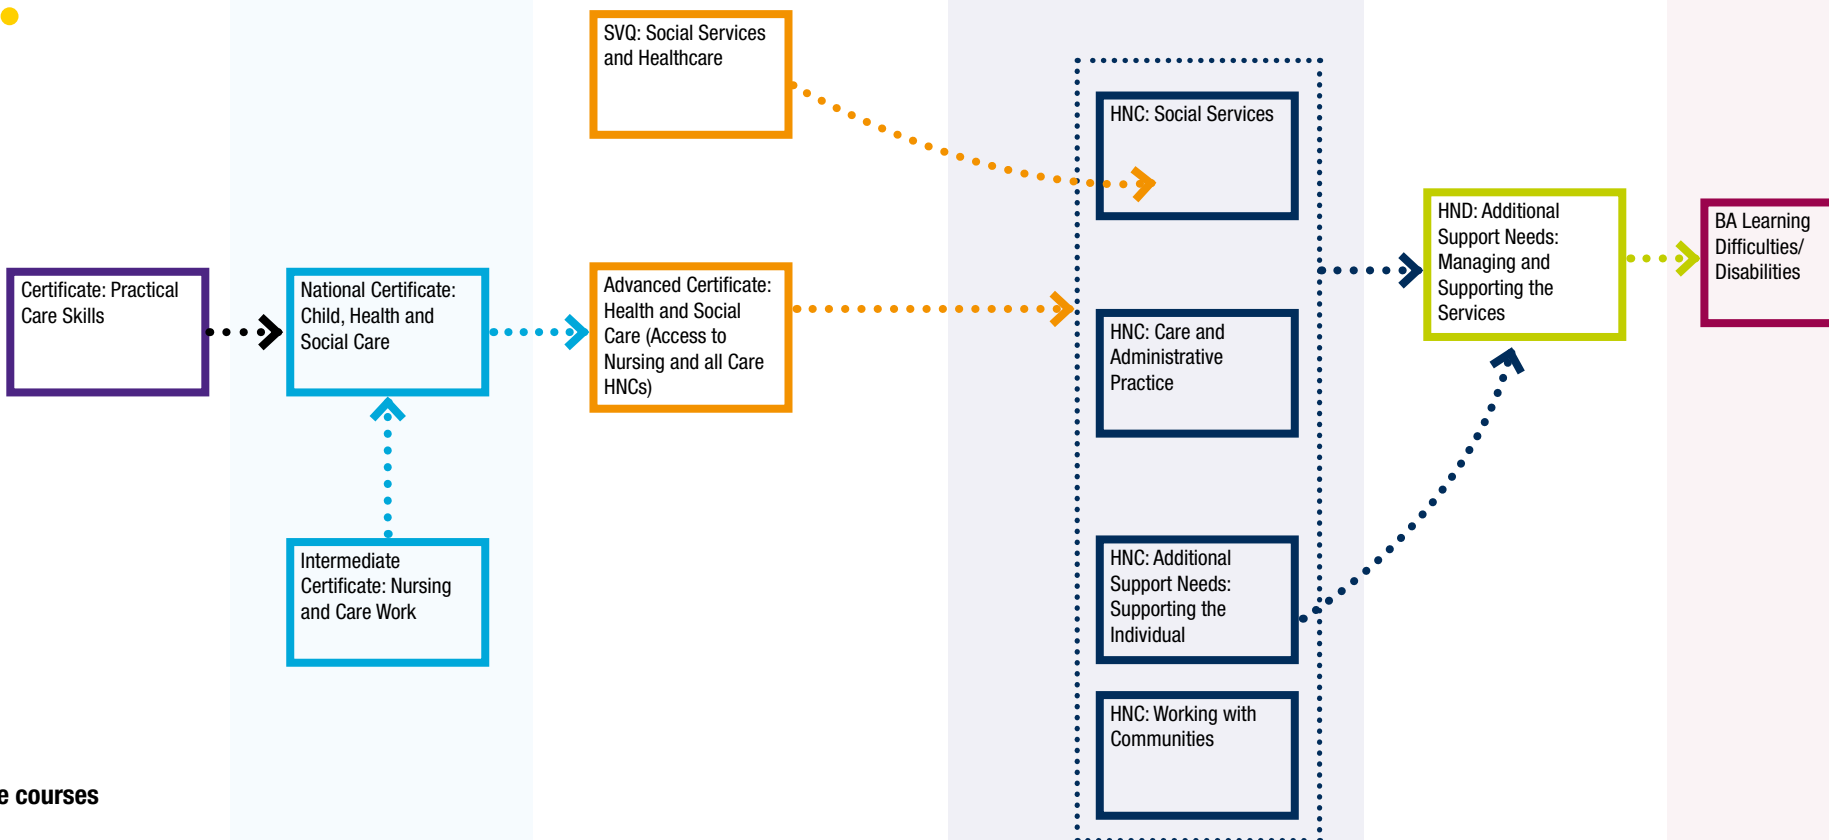 SVQ: Social Services
and Healthcare
HNC: Social Services
Certificate: Practical
Care Skills
National Certificate:
Child, Health and
Social Care
Advanced Certificate:
Health and Social
Care (Access to
Nursing and all Care
HNCs)
HNC: Care and
Administrative
Practice
HND: Additional
Support Needs:
Managing and
Supporting the
Services
BA Learning
Difficulties/
Disabilities
Intermediate
Certificate: Nursing
and Care Work
HNC: Additional
Support Needs:
Supporting the
Individual
HNC: Working with
Communities
e courses